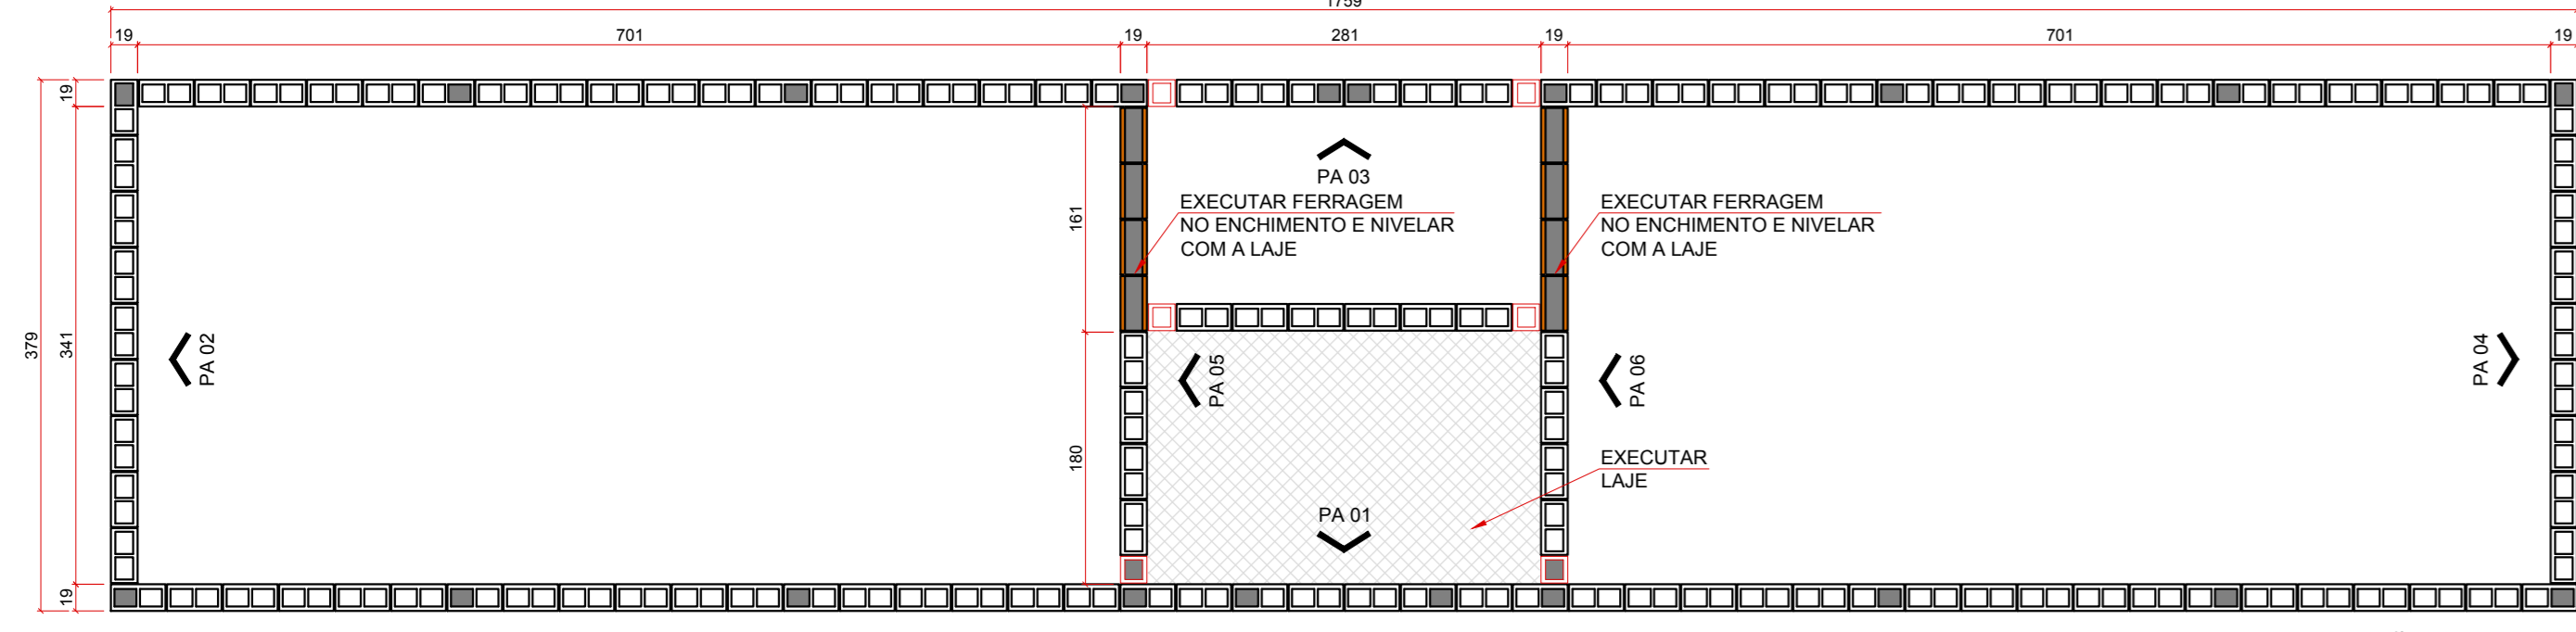 1759
19
701
19
281
19
701
19
19
PA 03
EXECUTAR FERRAGEM
NO ENCHIMENTO E NIVELAR
COM A LAJE
EXECUTAR FERRAGEM
NO ENCHIMENTO E NIVELAR
COM A LAJE
161
379
341
PA 02
PA 05
PA 06
PA 04
180
EXECUTAR
LAJE
PA 01
19